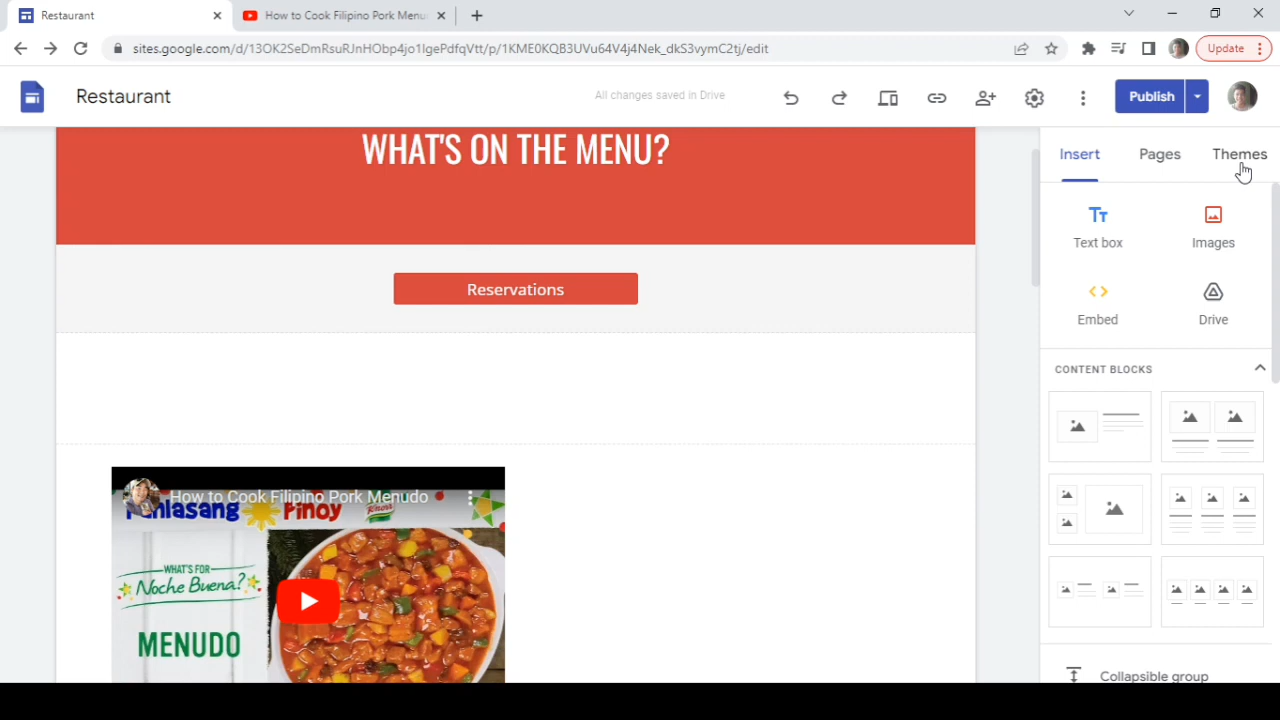 Restaurant
How to Cook Filipino Pork Menu
sites.google.com/d/13OK2SeDmRsuRJnHObp4jo1IgePdfqVtt/p/1KME0KQB3UVu64V4j4Nek_dkS3vymC2tj/edit
Update
Restaurant
All changes saved in Drive
Publish
WHAT'S ON THE MENU?
Insert
Pages
Themes
Text box
Images
Reservations
Embed
Drive
CONTENT BLOCKS
How to Cook Filipino Pork Menudo
Panlasang Pinoy
Knorr
WHAT'S FOR
Noche Buena?
MENUDO
Collapsible group